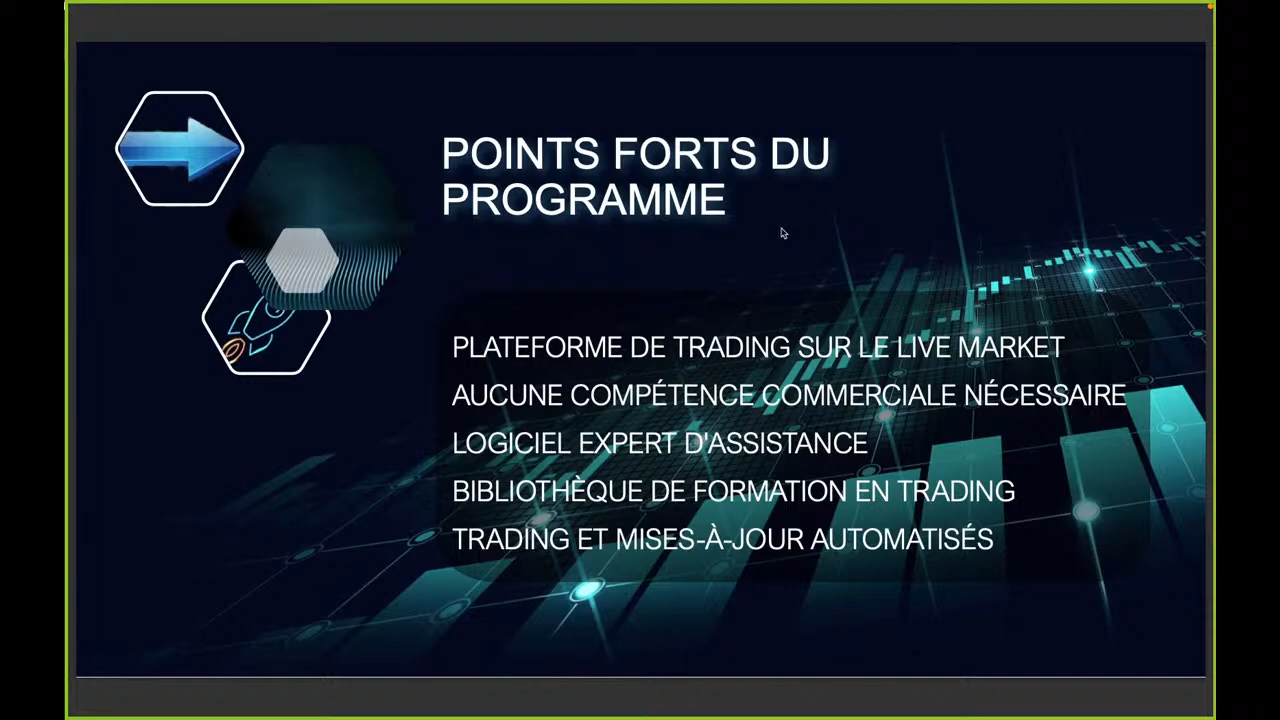 POINTS FORTS DU
PROGRAMME
PLATEFORME DE TRADING SUR LE LIVE MARKET
AUCUNE COMPÉTENCE COMMERCIALE NÉCESSAIRE
LOGICIEL EXPERT D'ASSISTANCE
BIBLIOTHÈQUE DE FORMATION EN TRADING
TRADING ET MISES-À-JOUR AUTOMATISÉS